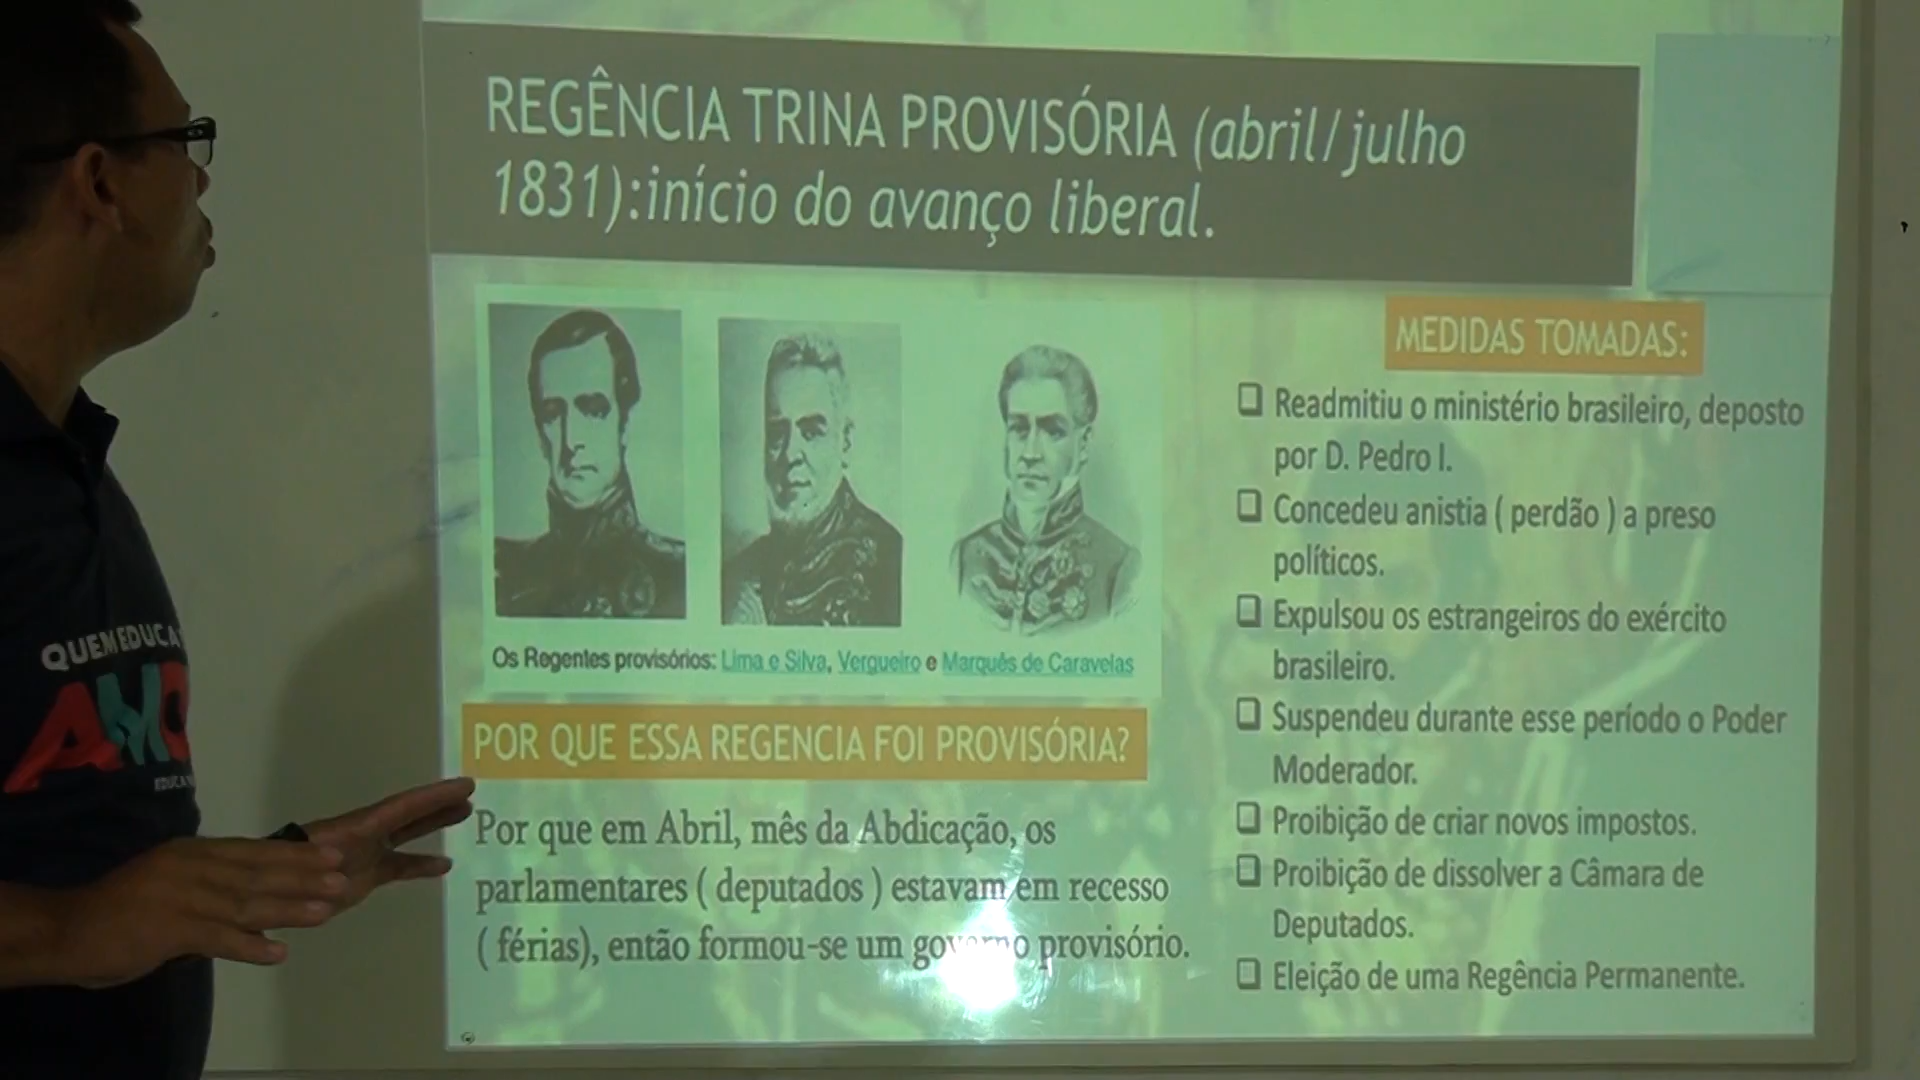 REGÊNCIA TRINA PROVISÓRIA (abril/julho
1831):início do avanço liberal.
Os Regentes provisórios: Lima e Silva, Vergueiro e Marquês de Caravelas
POR QUE ESSA REGENCIA FOI PROVISÓRIA?
Por que em Abril, mês da Abdicação, os
parlamentares ( deputados ) estavam em recesso
( férias), então formou-se um governo provisório.
MEDIDAS TOMADAS:
Readmitiu o ministério brasileiro, deposto
por D. Pedro I.
Concedeu anistia ( perdão ) a preso
políticos.
Expulsou os estrangeiros do exército
brasileiro.
Suspendeu durante esse período o Poder
Moderador.
Proibição de criar novos impostos.
Proibição de dissolver a Câmara de
Deputados.
Eleição de uma Regência Permanente.
QUEM EDUCA